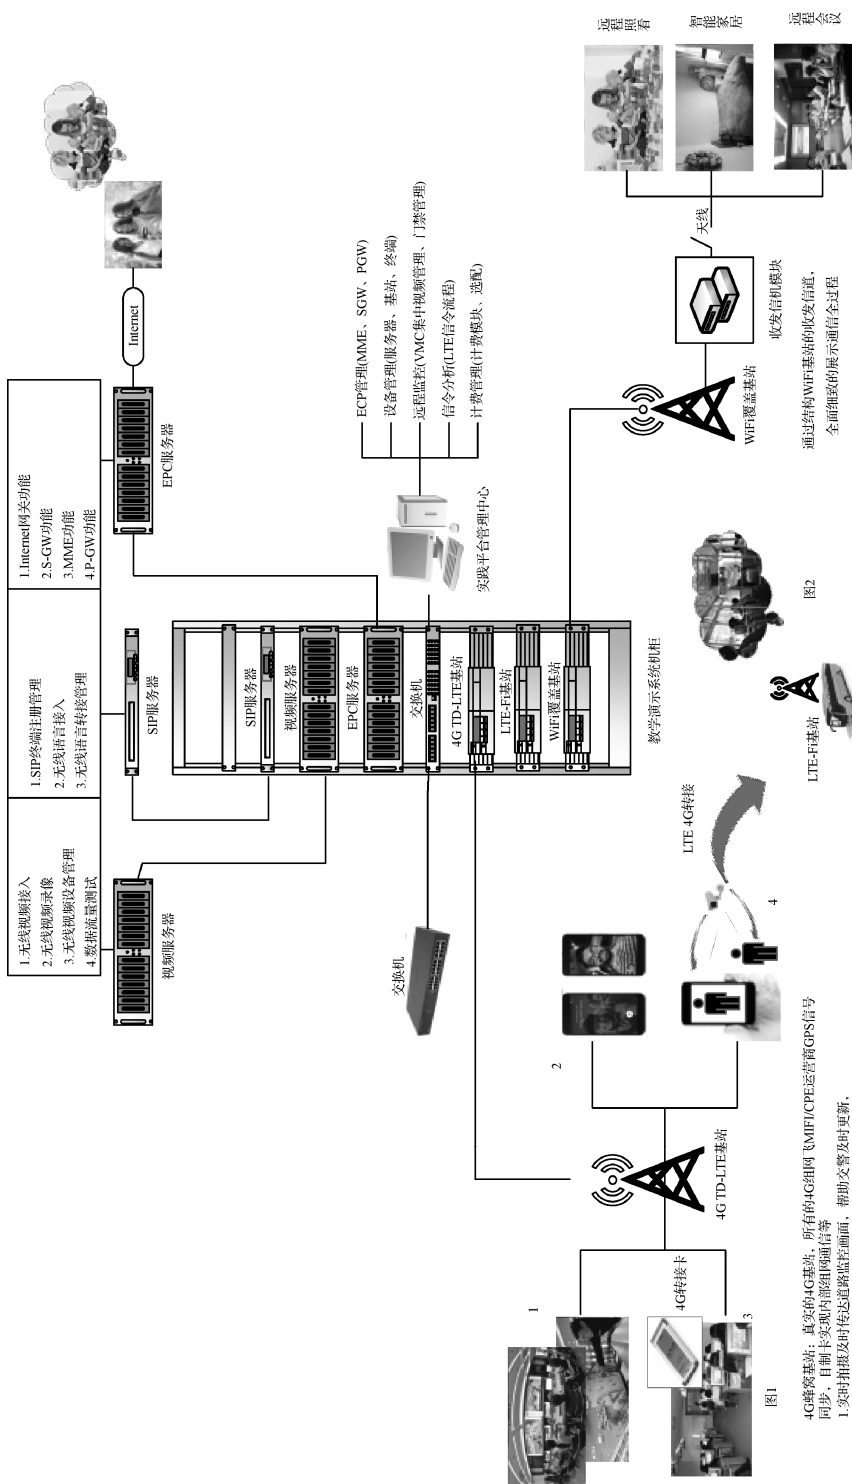 1.无线视频接入
2.无线视频录像
3.无线视频设备管理
4.数据流量测试
1.SIP终端注册管理
2.无线语言接入
3.无线语言转接管理
1.Internet网关功能
2.S-GW功能
3.MME功能
4.P-GW功能
视频服务器
SIP服务器
EPC服务器
Internet
SIP服务器
视频服务器
EPC服务器
交换机
4G TD-LTE基站
LTE-Fi基站
WiFi覆盖基站
教学演示系统机柜
交换机
实践平台管理中心
ECP管理(MME、SGW、PGW)
设备管理(服务器、基站、终端)
远程监控(VMC集中视频管理、门禁管理)
信令分析(LTE信令流程)
计费管理(计费模块、选配)
WiFi覆盖基站
收发信机模块
天线
远程照看
智能家居
远程会议
通过结构WiFi基站的收发信道,
全面细致的展示通信全过程
1
4G转接卡
3
图1
4G TD-LTE基站
2
4
LTE 4G转接
LTE-Fi基站
图2
4G蜂窝基站：真实的4G基站，所有的4G组网飞MIFI/CPE运营商GPS信号
同步，自制卡实现内部组网通信等
1.实时拍摄及时传达道路监控画面，帮助交警及时更新，